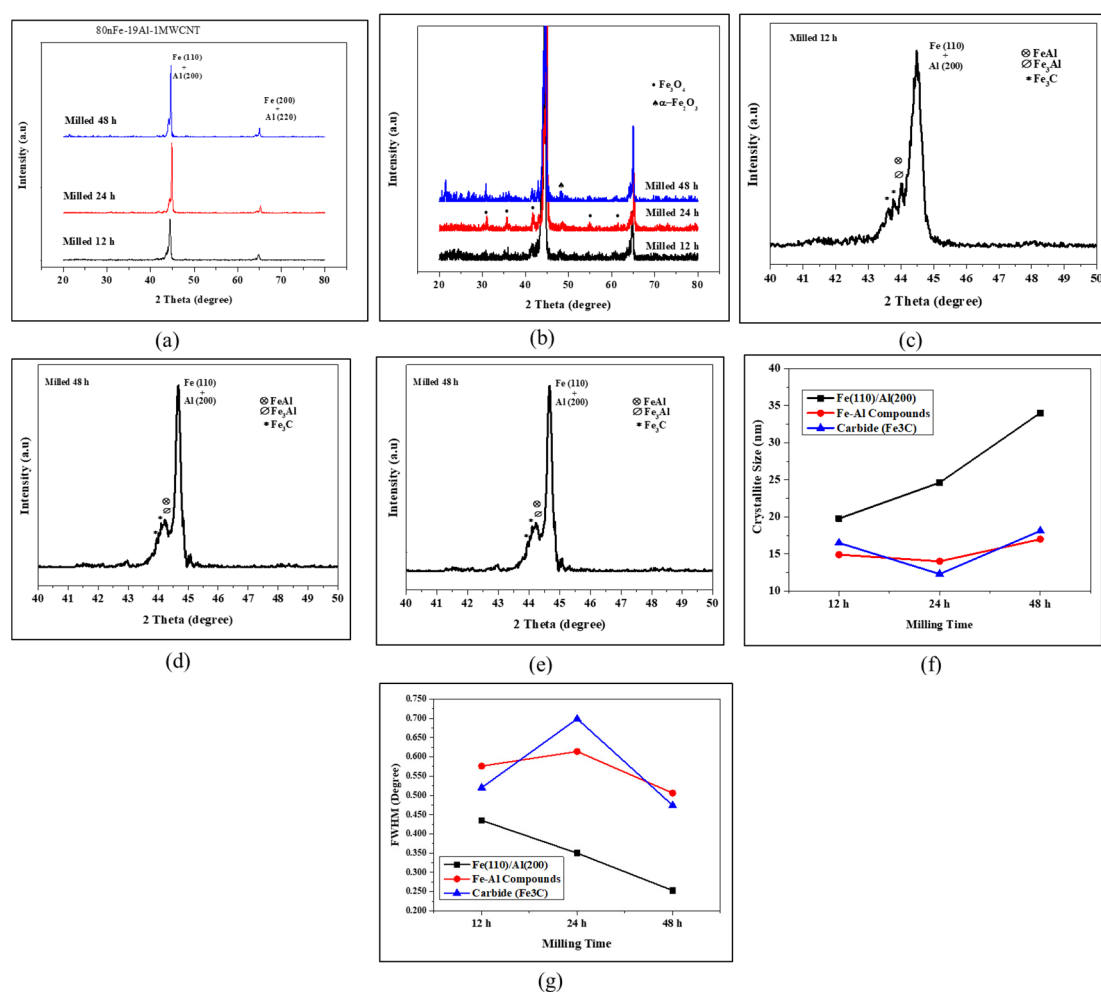 80nFe-19Al-1MWCNT
Fe (110)
+
Al (200)
Fe (200)
+
Al (220)
Milled 48 h
Milled 24 h
Milled 12 h
Intensity (a.u)
20 30 40 50 60 70 80
2 Theta (degree)
(a)
• Fe₃O₄
♠ α−Fe₂O₃
♠
Milled 48 h
• • • • •
Milled 24 h
Milled 12 h
Intensity (a.u)
20 30 40 50 60 70 80
2 Theta (degree)
(b)
Milled 12 h
Fe (110)
+
Al (200)
⊗ FeAl
∅ Fe₃Al
* Fe₃C
⊗
∅
* *
Intensity (a.u)
40 41 42 43 44 45 46 47 48 49 50
2 Theta (degree)
(c)
Milled 48 h
Fe (110)
+
Al (200)
⊗ FeAl
∅ Fe₃Al
* Fe₃C
⊗
∅
* *
Intensity (a.u)
40 41 42 43 44 45 46 47 48 49 50
2 Theta (degree)
(d)
Milled 48 h
Fe (110)
+
Al (200)
⊗ FeAl
∅ Fe₃Al
* Fe₃C
⊗
∅
* *
Intensity (a.u)
40 41 42 43 44 45 46 47 48 49 50
2 Theta (degree)
(e)
Fe(110)/Al(200)
Fe-Al Compounds
Carbide (Fe3C)
Crystallite Size (nm)
40
35
30
25
20
15
10
12 h 24 h 48 h
Milling Time
(f)
0.700
0.650
0.600
0.550
0.500
0.450
0.400
0.350
0.300
0.250
0.200
FWHM (Degree)
Fe(110)/Al(200)
Fe-Al Compounds
Carbide (Fe3C)
12 h 24 h 48 h
Milling Time
(g)